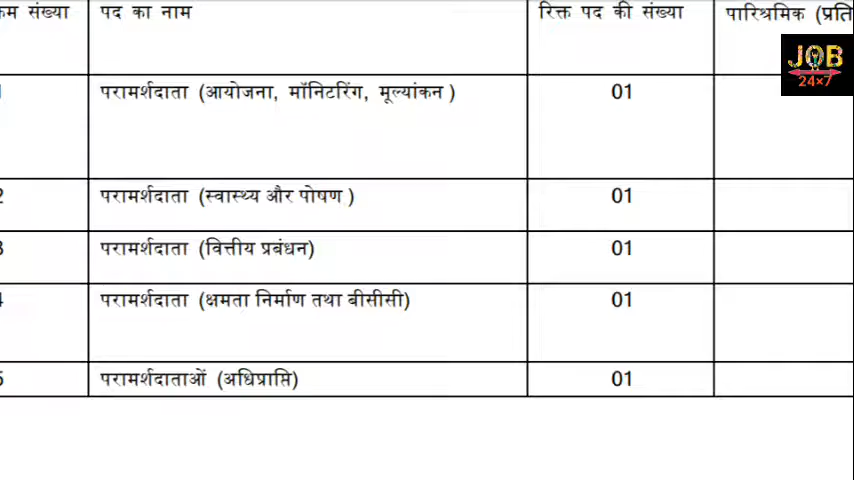 पद का नाम रिक्त पद की संख्या पारिश्रमिक (प्रति
संख्या
JOB
24×7
परामर्शदाता (आयोजना, मॉनिटरिंग, मूल्यांकन ) 01
2 परामर्शदाता (स्वास्थ्य और पोषण ) 01
3 परामर्शदाता (वित्तीय प्रबंधन) 01
4 परामर्शदाता (क्षमता निर्माण तथा बीसीसी) 01
5 परामर्शदाताओं (अधिप्राप्ति) 01